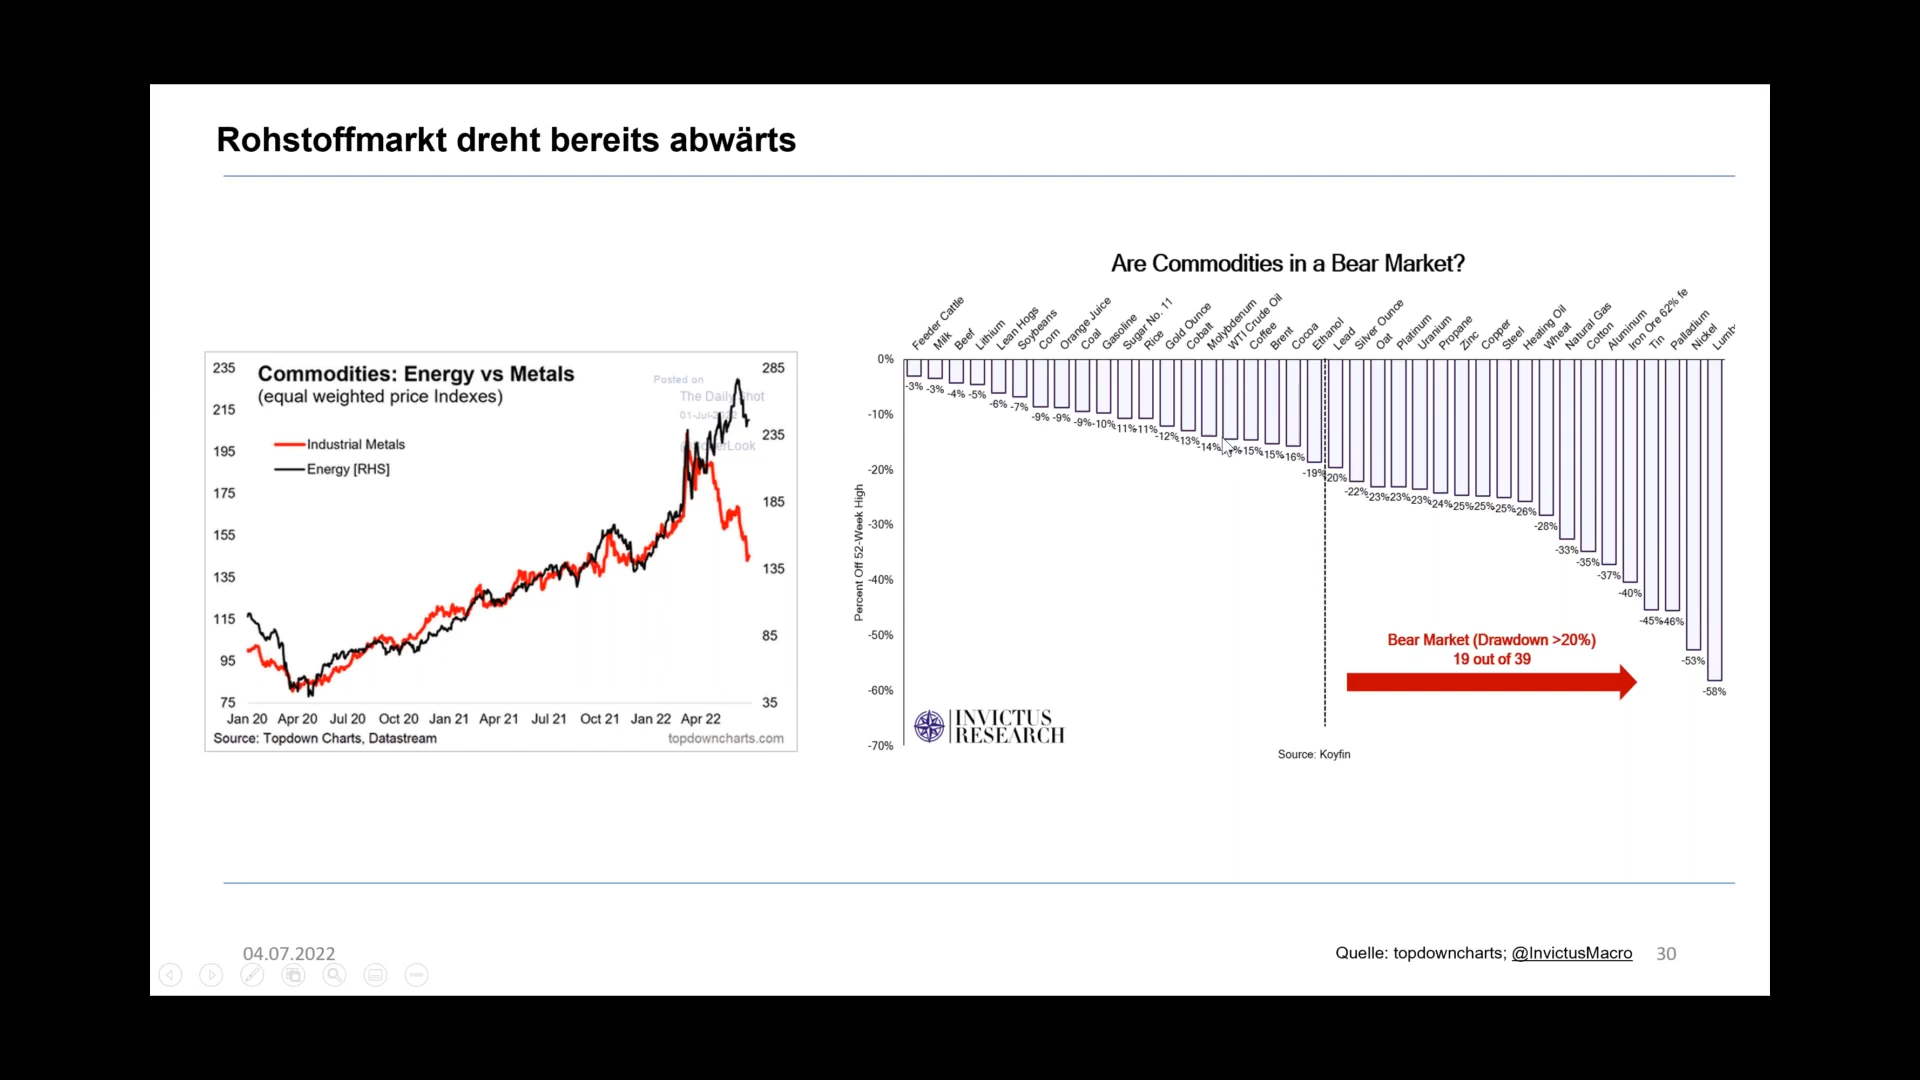 Rohstoffmarkt dreht bereits abwärts
Commodities: Energy vs Metals
(equal weighted price Indexes)
Posted on
The Daily Shot
01-Jul-2022
Industrial Metals
Energy [RHS]
235
215
195
175
155
135
115
95
75
285
235
185
135
85
35
Jan 20 Apr 20 Jul 20 Oct 20 Jan 21 Apr 21 Jul 21 Oct 21 Jan 22 Apr 22
Source: Topdown Charts, Datastream
topdowncharts.com
Are Commodities in a Bear Market?
Feeder Cattle
Milk
Beef
Lithium
Lean Hogs
Soybeans
Corn
Orange Juice
Coal
Gasoline
Sugar No. 11
Rice
Gold Ounce
Cobalt
Molybdenum
WTI Crude Oil
Coffee
Brent
Cocoa
Ethanol
Lead
Silver Ounce
Oat
Platinum
Uranium
Propane
Zinc
Copper
Steel
Heating Oil
Wheat
Natural Gas
Cotton
Aluminum
Iron Ore 62% fe
Tin
Palladium
Nickel
Lumb
0%
-10%
-20%
-30%
-40%
-50%
-60%
-70%
Percent Off 52-Week High
-3% -3% -4% -5% -6% -7% -9% -9% -9% -10% -11% -11% -12% -13% -14% % -15% -15% -16% -19% -20% -22% -23% -23% -23% -24% -25% -25% -25% -26% -28% -33% -35% -37% -40% -45% -46% -53% -58%
Bear Market (Drawdown >20%)
19 out of 39
INVICTUS
RESEARCH
Source: Koyfin
04.07.2022
Quelle: topdowncharts; @InvictusMacro
30